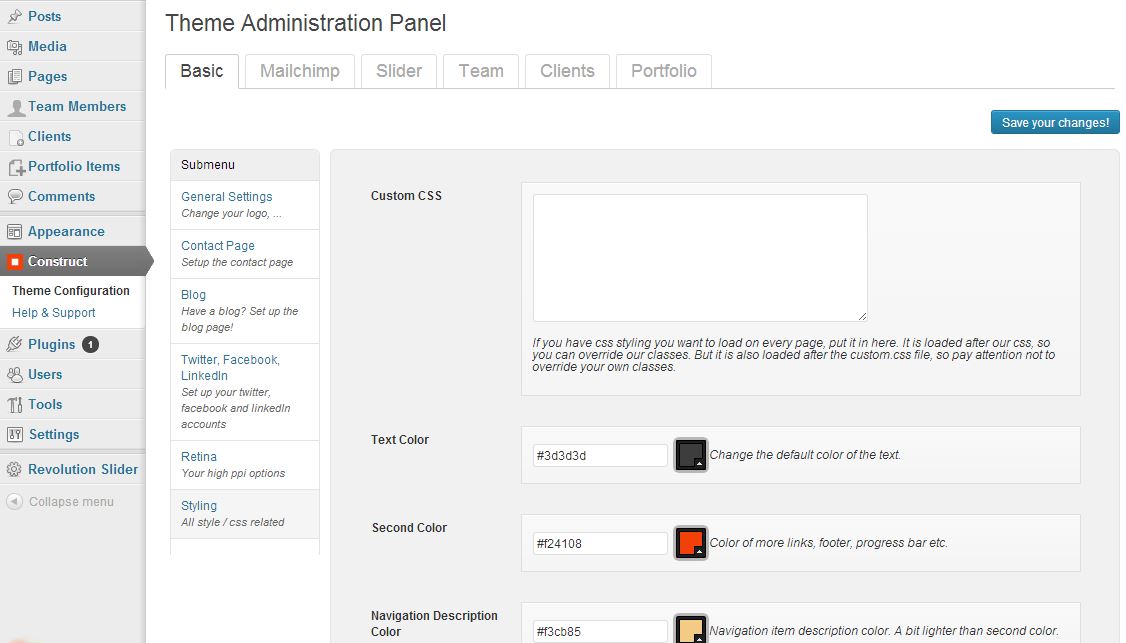 Posts
Media
Pages
Team Members
Clients
Portfolio Items
Comments
Appearance
Construct
Theme Configuration
Help & Support
Plugins 1
Users
Tools
Settings
Revolution Slider
Collapse menu
Theme Administration Panel
Basic Mailchimp Slider Team Clients Portfolio
Save your changes!
Submenu
General Settings
Change your logo, ...
Contact Page
Setup the contact page
Blog
Have a blog? Set up the
blog page!
Twitter, Facebook,
LinkedIn
Set up your twitter,
facebook and linkedIn
accounts
Retina
Your high ppi options
Styling
All style / css related
Custom CSS
If you have css styling you want to load on every page, put it in here. It is loaded after our css, so
you can override our classes. But it is also loaded after the custom.css file, so pay attention not to
override your own classes.
Text Color
#3d3d3d
Change the default color of the text.
Second Color
#f24108
Color of more links, footer, progress bar etc.
Navigation Description
Color
#f3cb85
Navigation item description color. A bit lighter than second color.